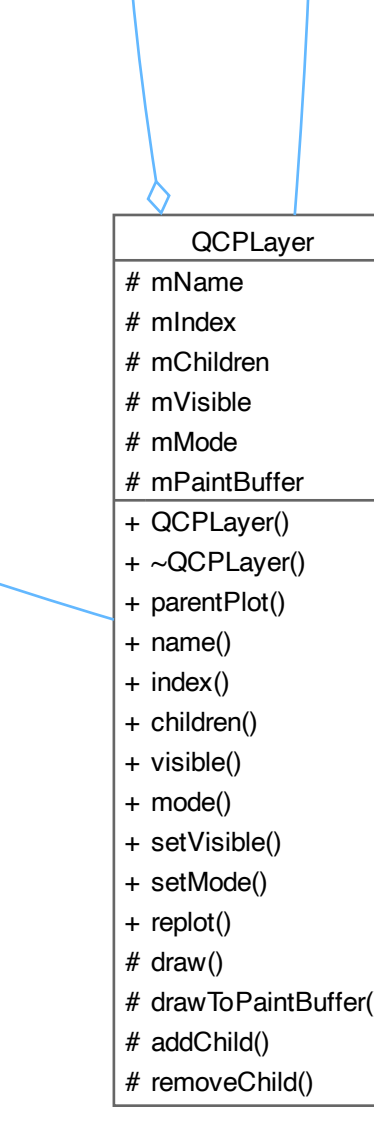 QCPLayer
# mName
# mIndex
# mChildren
# mVisible
# mMode
# mPaintBuffer
+ QCPLayer()
+ ~QCPLayer()
+ parentPlot()
+ name()
+ index()
+ children()
+ visible()
+ mode()
+ setVisible()
+ setMode()
+ replot()
# draw()
# drawToPaintBuffer(
# addChild()
# removeChild()